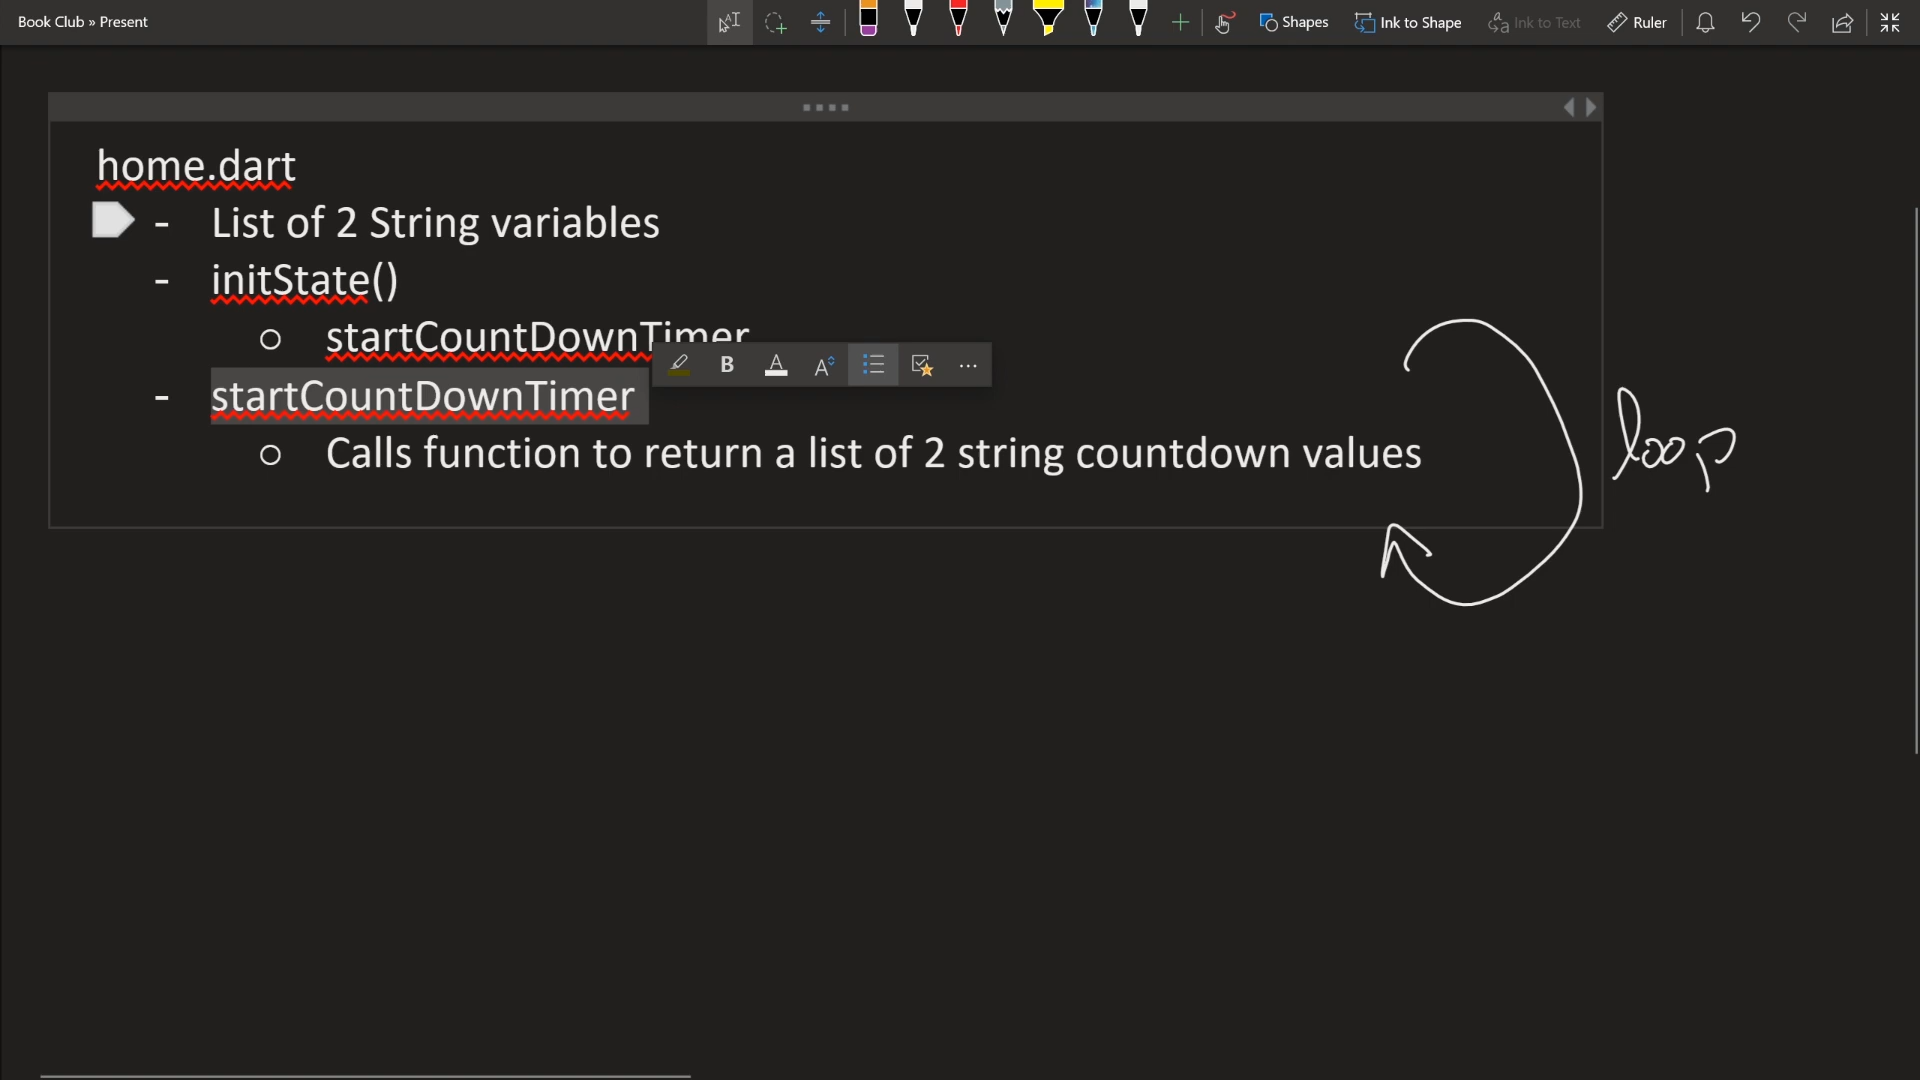 Book Club » Present
Shapes
Ink to Shape
Ink to Text
Ruler
home.dart
- List of 2 String variables
- initState()
○ startCountDownTimer
B A A ...
- startCountDownTimer
○ Calls function to return a list of 2 string countdown values
loop